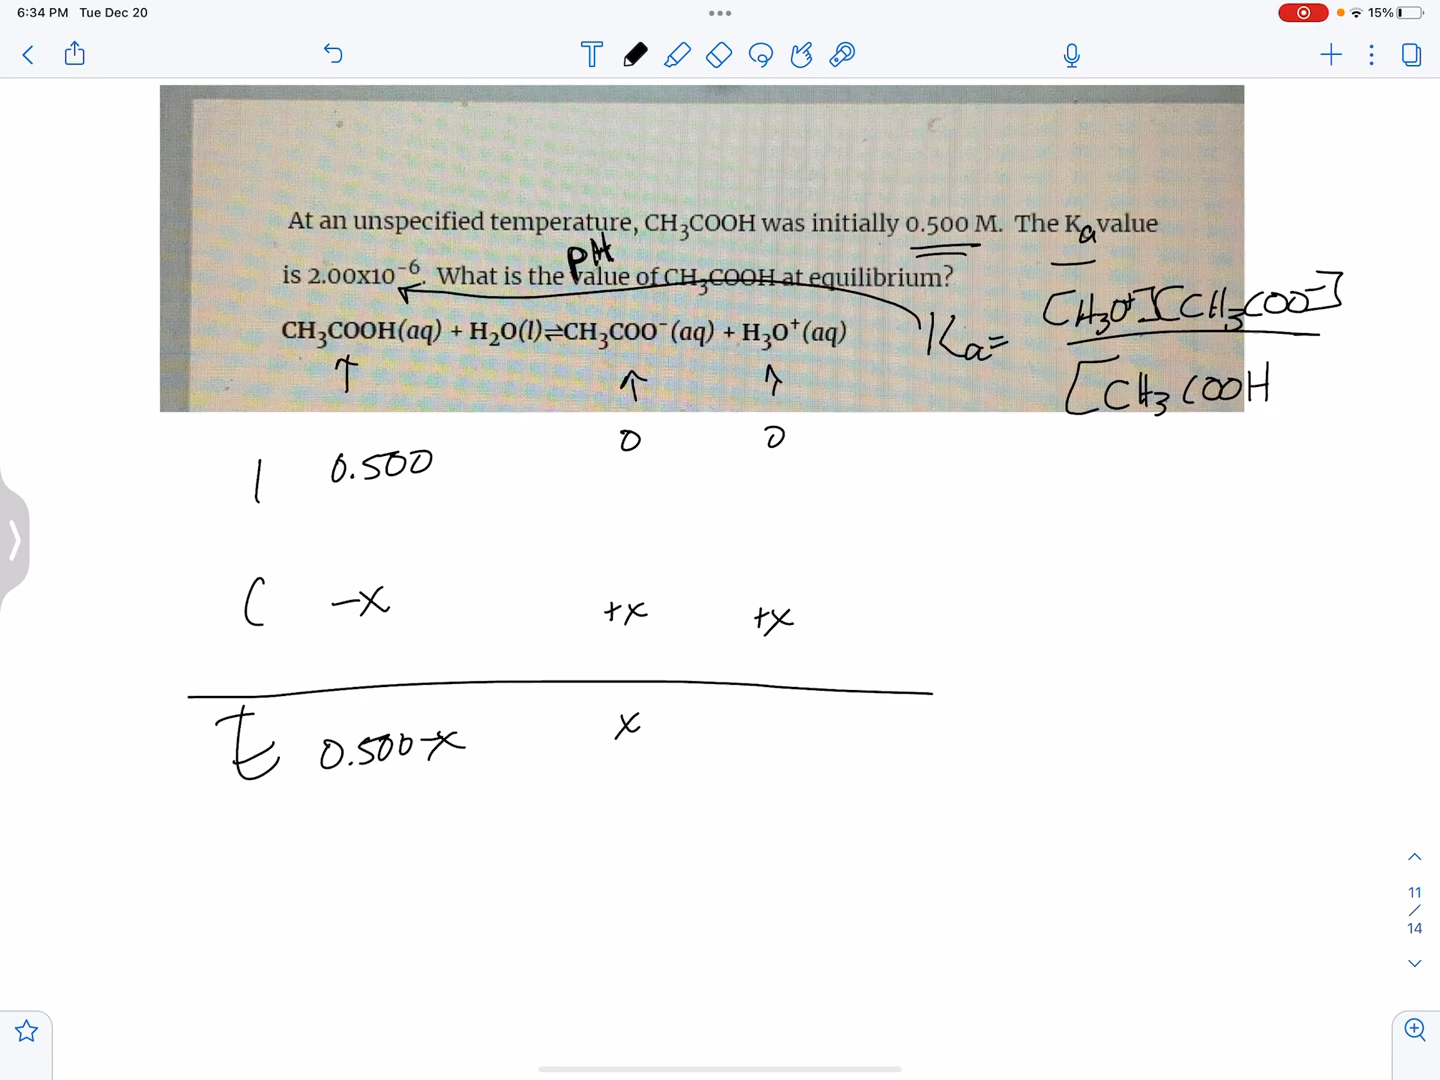 6:34 PM Tue Dec 20
15%
T
At an unspecified temperature, CH₃COOH was initially 0.500 M. The Ka value
pH
is 2.00x10⁻⁶. What is the value of CH₃COOH at equilibrium?
CH₃COOH(aq) + H₂O(l)⇌CH₃COO⁻(aq) + H₃O⁺(aq)
Ka= [H₃O⁺][CH₃COO⁻]
[CH₃COOH
0 0
I 0.500
C -x +x +x
E 0.500-x x
11
/
14